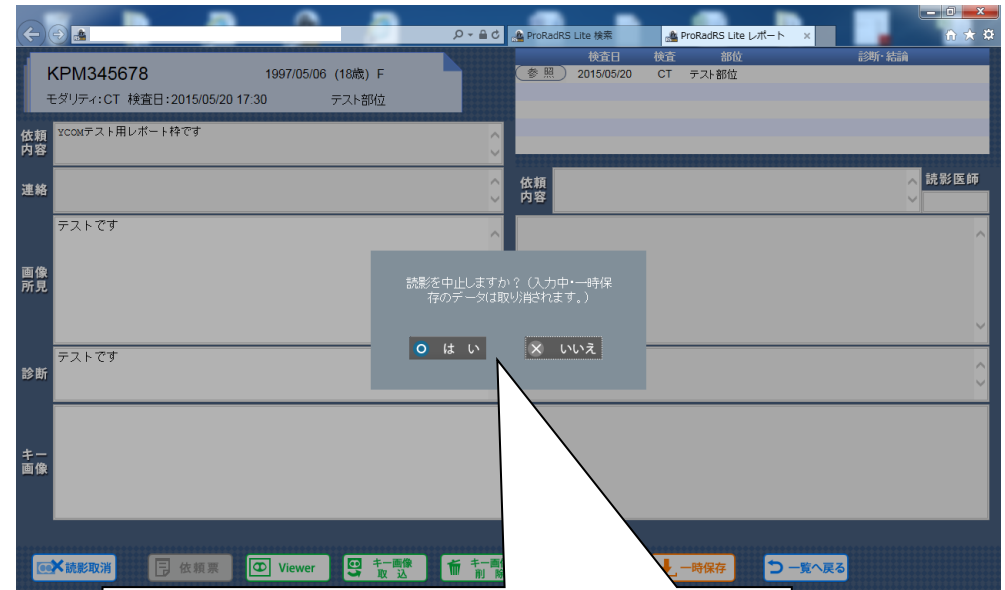 ProRadRS Lite 検索
ProRadRS Lite レポート
KPM345678
1997/05/06 (18歳) F
モダリティ:CT 検査日:2015/05/20 17:30
テスト部位
検査日 検査 部位 診断・結論
参 照 2015/05/20 CT テスト部位
依頼
内容
YCOMテスト用レポート枠です
連絡
依頼
内容
読影医師
画像
所見
テストです
読影を中止しますか？（入力中・一時保
存のデータは取り消されます。）
は い
いいえ
診断
テストです
キー
画像
読影取消
依頼票
Viewer
キー画像
取 込
キー画
削 除
一時保存
一覧へ戻る